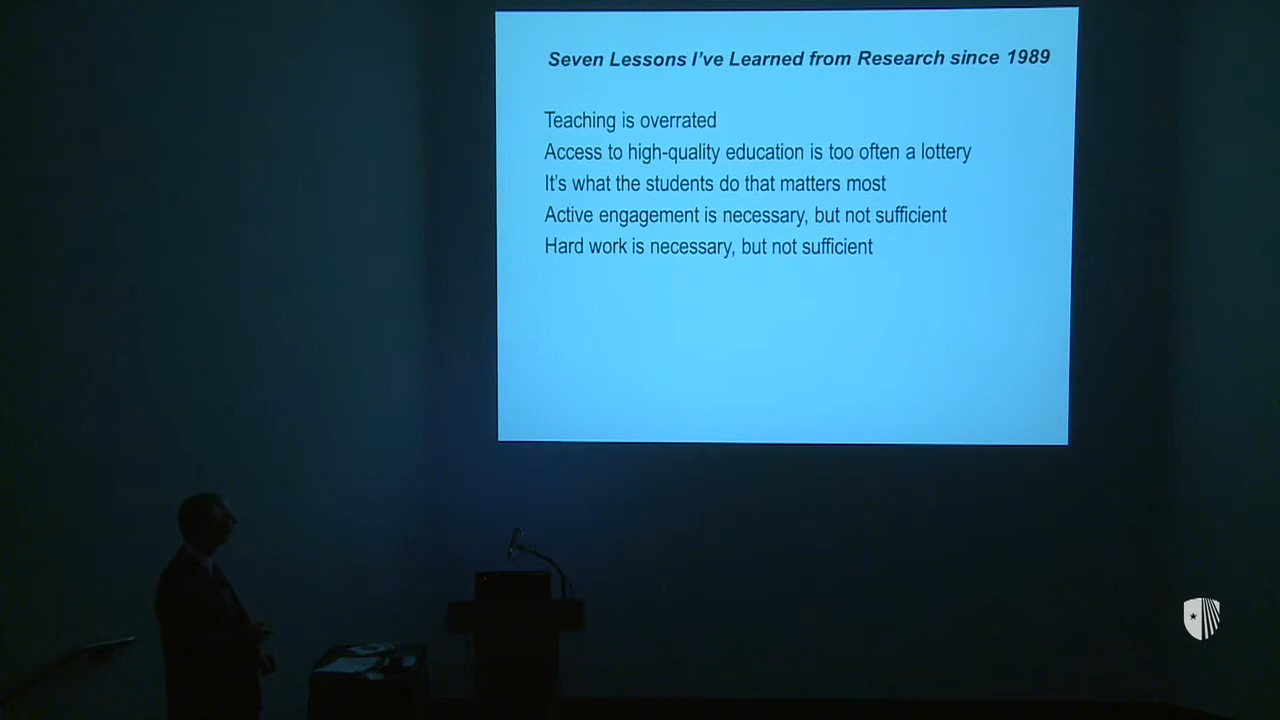 Seven Lessons I've Learned from Research since 1989
Teaching is overrated
Access to high-quality education is too often a lottery
It's what the students do that matters most
Active engagement is necessary, but not sufficient
Hard work is necessary, but not sufficient